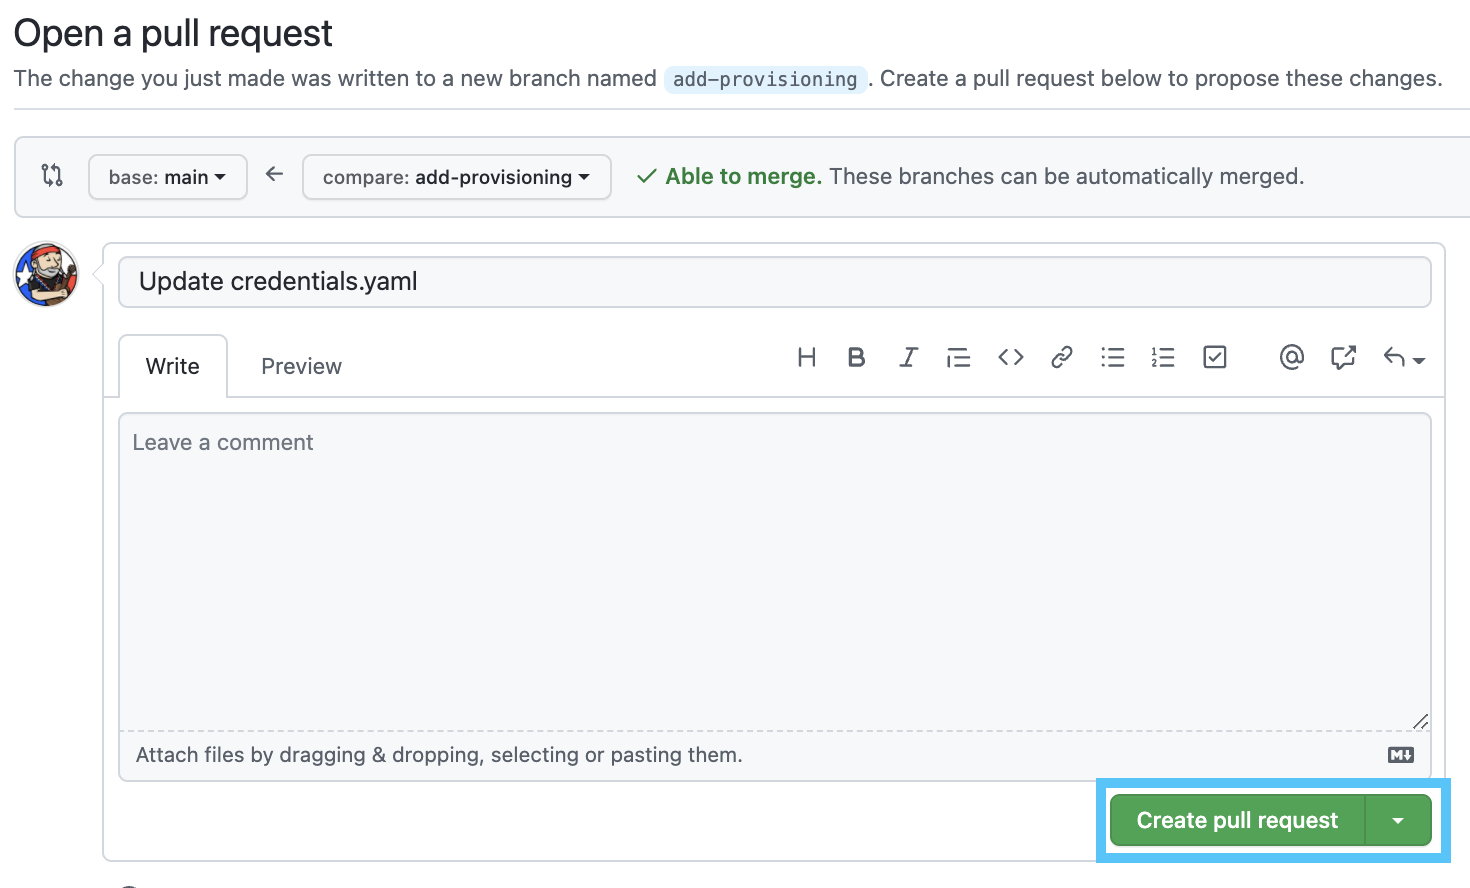 Open a pull request
The change you just made was written to a new branch named add-provisioning. Create a pull request below to propose these changes.
base: main
compare: add-provisioning
Able to merge. These branches can be automatically merged.
Update credentials.yaml
Write Preview
Leave a comment
Attach files by dragging & dropping, selecting or pasting them.
Create pull request